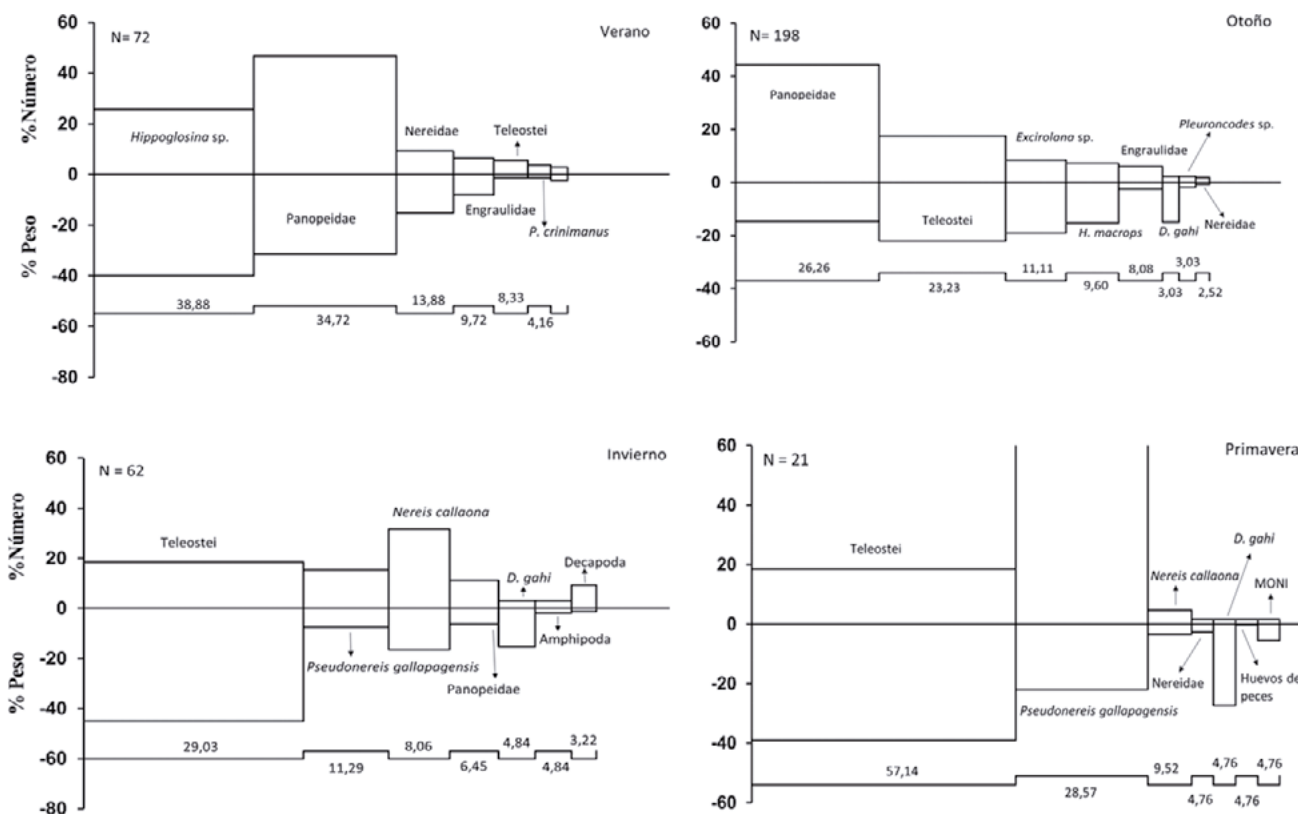 60
N= 72
Verano
40
%Número
20
Hippoglosina sp.
Nereidae
Teleostei
0
Panopeidae
Engraulidae
P. crinimanus
-20
% Peso
-40
38,88
34,72
13,88
9,72
8,33
4,16
-60
-80
60
N= 198
Otoño
40
Panopeidae
20
Excirolana sp.
Engraulidae
Pleuroncodes sp.
0
Teleostei
H. macrops
D. gahi
Nereidae
-20
26,26
23,23
11,11
9,60
8,08
3,03
3,03
2,52
-40
-60
60
N = 62
Invierno
40
%Número
Nereis callaona
20
Teleostei
D. gahi
Decapoda
0
Amphipoda
Pseudonereis gallapagensis
Panopeidae
-20
% Peso
-40
29,03
11,29
8,06
6,45
4,84
4,84
3,22
-60
-80
60
N = 21
Primavera
40
Teleostei
D. gahi
20
Nereis callaona
MONI
0
Nereidae
Huevos de
peces
-20
Pseudonereis gallapagensis
-40
57,14
28,57
9,52
4,76
4,76
4,76
4,76
-60